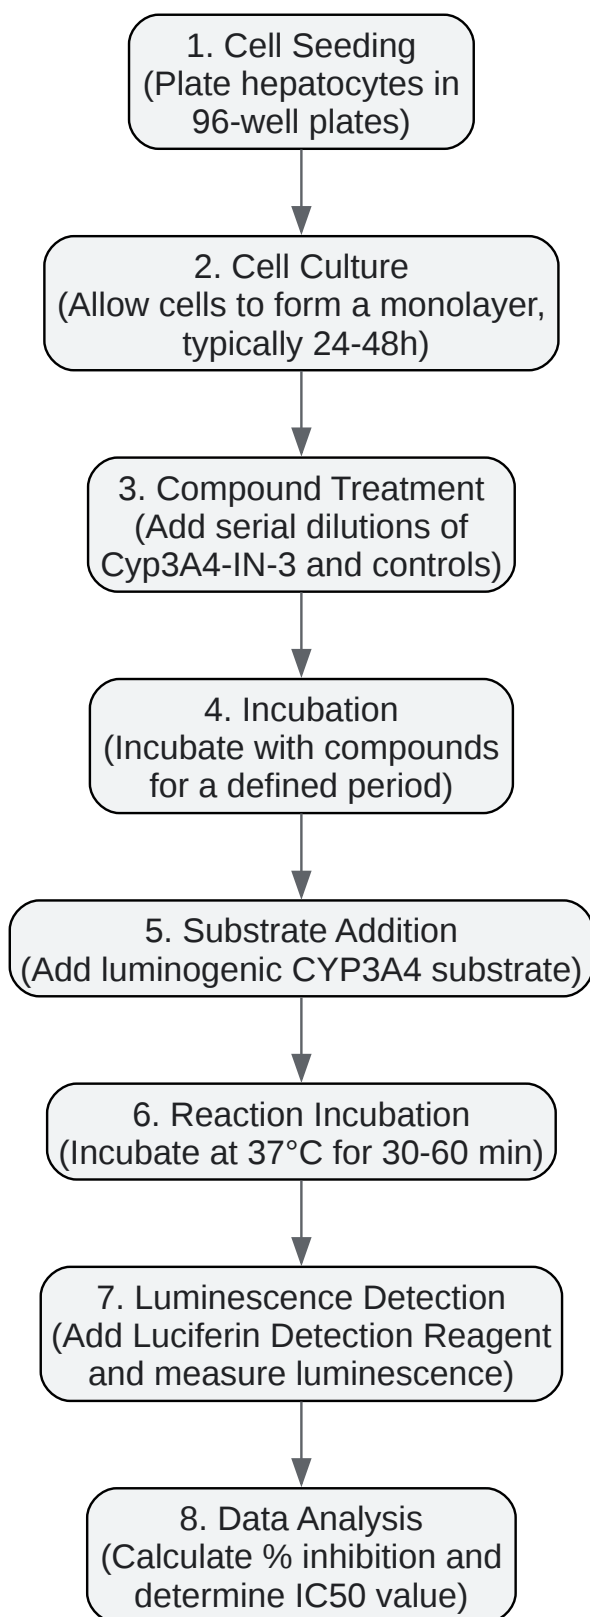 1. Cell Seeding
(Plate hepatocytes in
96-well plates)
2. Cell Culture
(Allow cells to form a monolayer,
typically 24-48h)
3. Compound Treatment
(Add serial dilutions of
Cyp3A4-IN-3 and controls)
4. Incubation
(Incubate with compounds
for a defined period)
5. Substrate Addition
(Add luminogenic CYP3A4 substrate)
6. Reaction Incubation
(Incubate at 37°C for 30-60 min)
7. Luminescence Detection
(Add Luciferin Detection Reagent
and measure luminescence)
8. Data Analysis
(Calculate % inhibition and
determine IC50 value)